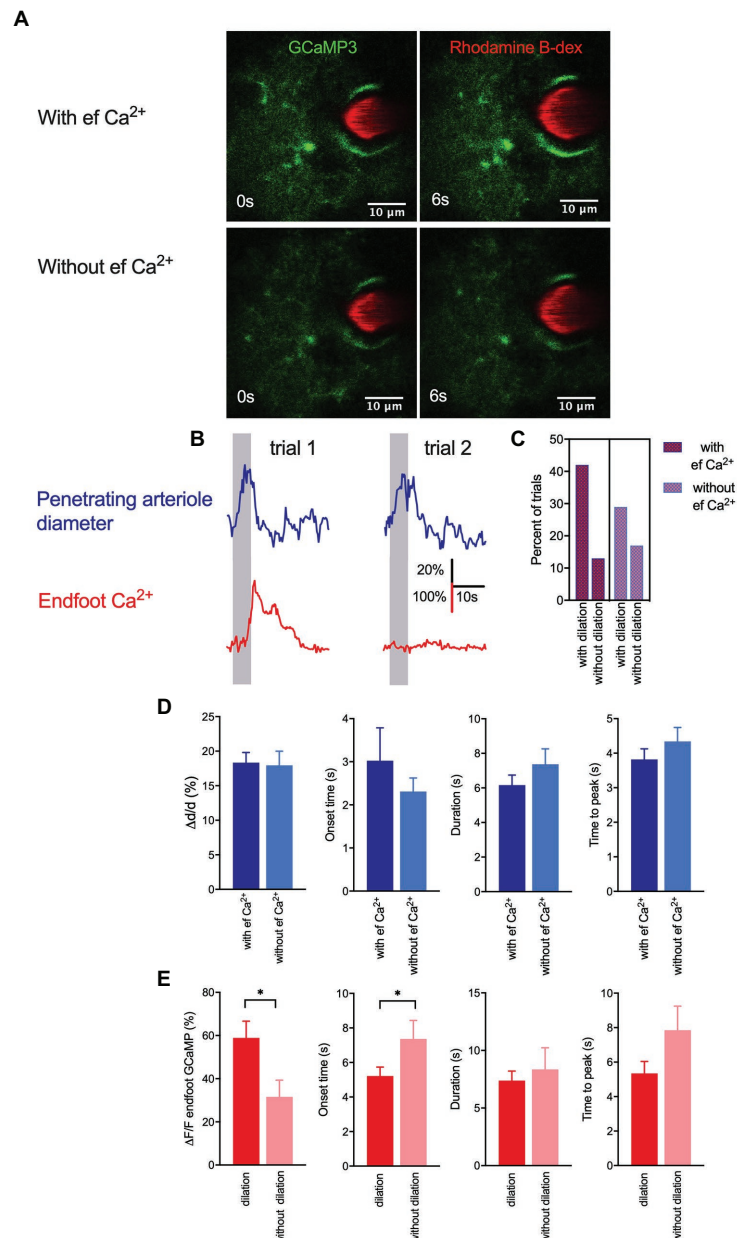 A
GCaMP3
Rhodamine B-dex
With ef Ca2+
0s
10 µm
6s
10 µm
Without ef Ca2+
0s
10 µm
6s
10 µm
B
trial 1
trial 2
Penetrating arteriole
diameter
Endfoot Ca2+
20%
100%
10s
C
Percent of trials
50
40
30
20
10
0
with dilation
without dilation
with dilation
without dilation
with
ef Ca2+
without
ef Ca2+
D
Δd/d (%)
25
20
15
10
5
0
with ef Ca2+
without ef Ca2+
Onset time (s)
4
3
2
1
0
with ef Ca2+
without ef Ca2+
Duration (s)
10
8
6
4
2
0
with ef Ca2+
without ef Ca2+
Time to peak (s)
5
4
3
2
1
0
with ef Ca2+
without ef Ca2+
E
ΔF/F endfoot GCaMP (%)
80
60
40
20
0
*
dilation
without dilation
Onset time (s)
10
8
6
4
2
0
*
dilation
without dilation
Duration (s)
15
10
5
0
dilation
without dilation
Time to peak (s)
10
8
6
4
2
0
dilation
without dilation